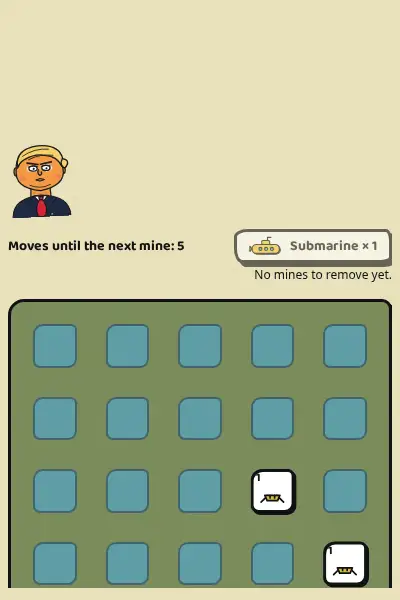 Moves until the next mine: 5
Submarine × 1
No mines to remove yet.
1
1